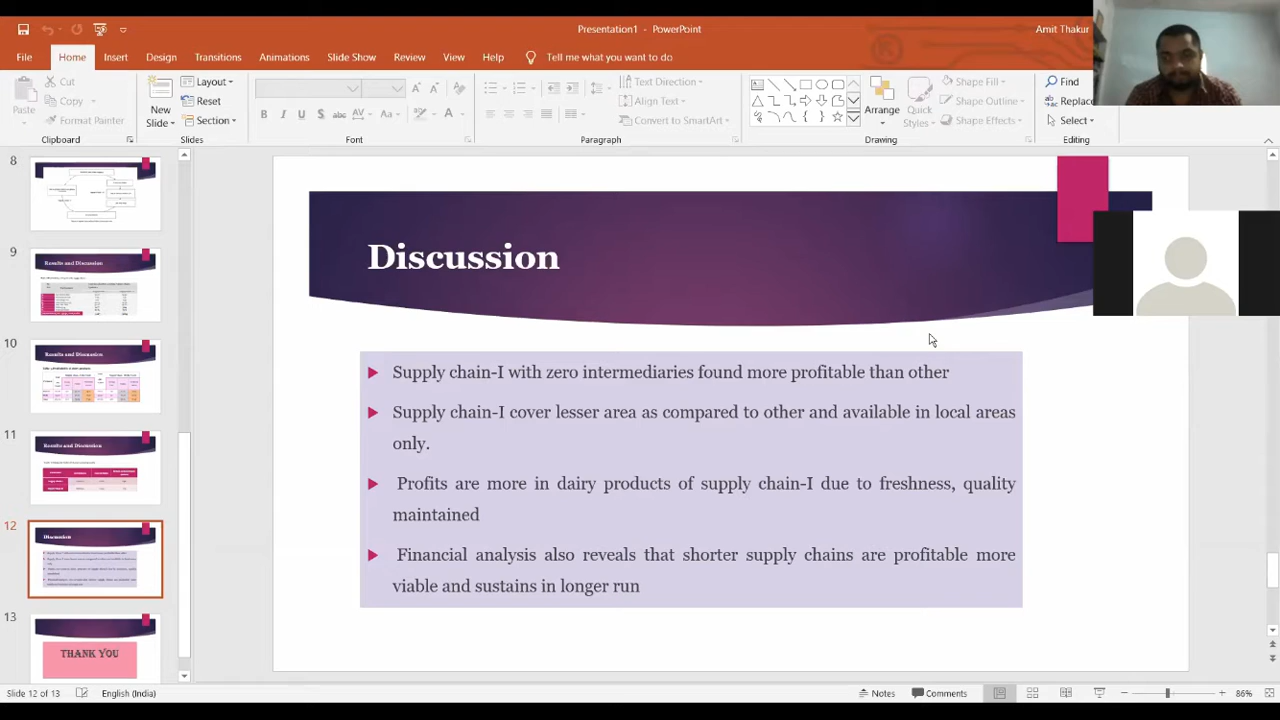 Presentation1 - PowerPoint
Amit Thakur
File Home Insert Design Transitions Animations Slide Show Review View Help Tell me what you want to do
Cut
Copy
Format Painter
Paste
Clipboard
New
Slide
Layout
Reset
Section
Slides
B I U S abc AV Aa A
Font
Text Direction
Align Text
Convert to SmartArt
Paragraph
Arrange
Quick
Styles
Shape Fill
Shape Outline
Shape Effects
Drawing
Find
Replace
Select
Editing
8
9
Results and Discussion
10
Results and Discussion
11
Results and Discussion
12
Discussion
13
THANK YOU
Discussion
Supply chain-I with zero intermediaries found more profitable than other
Supply chain-I cover lesser area as compared to other and available in local areas
only.
Profits are more in dairy products of supply chain-I due to freshness, quality
maintained
Financial analysis also reveals that shorter supply chains are profitable more
viable and sustains in longer run
Slide 12 of 13 English (India) Notes Comments 86%